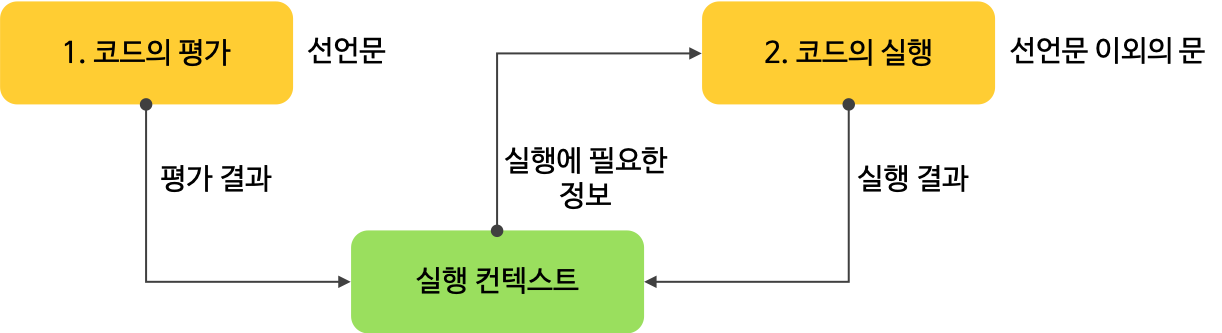 1. 코드의 평가
선언문
2. 코드의 실행
선언문 이외의 문
평가 결과
실행에 필요한
정보
실행 결과
실행 컨텍스트